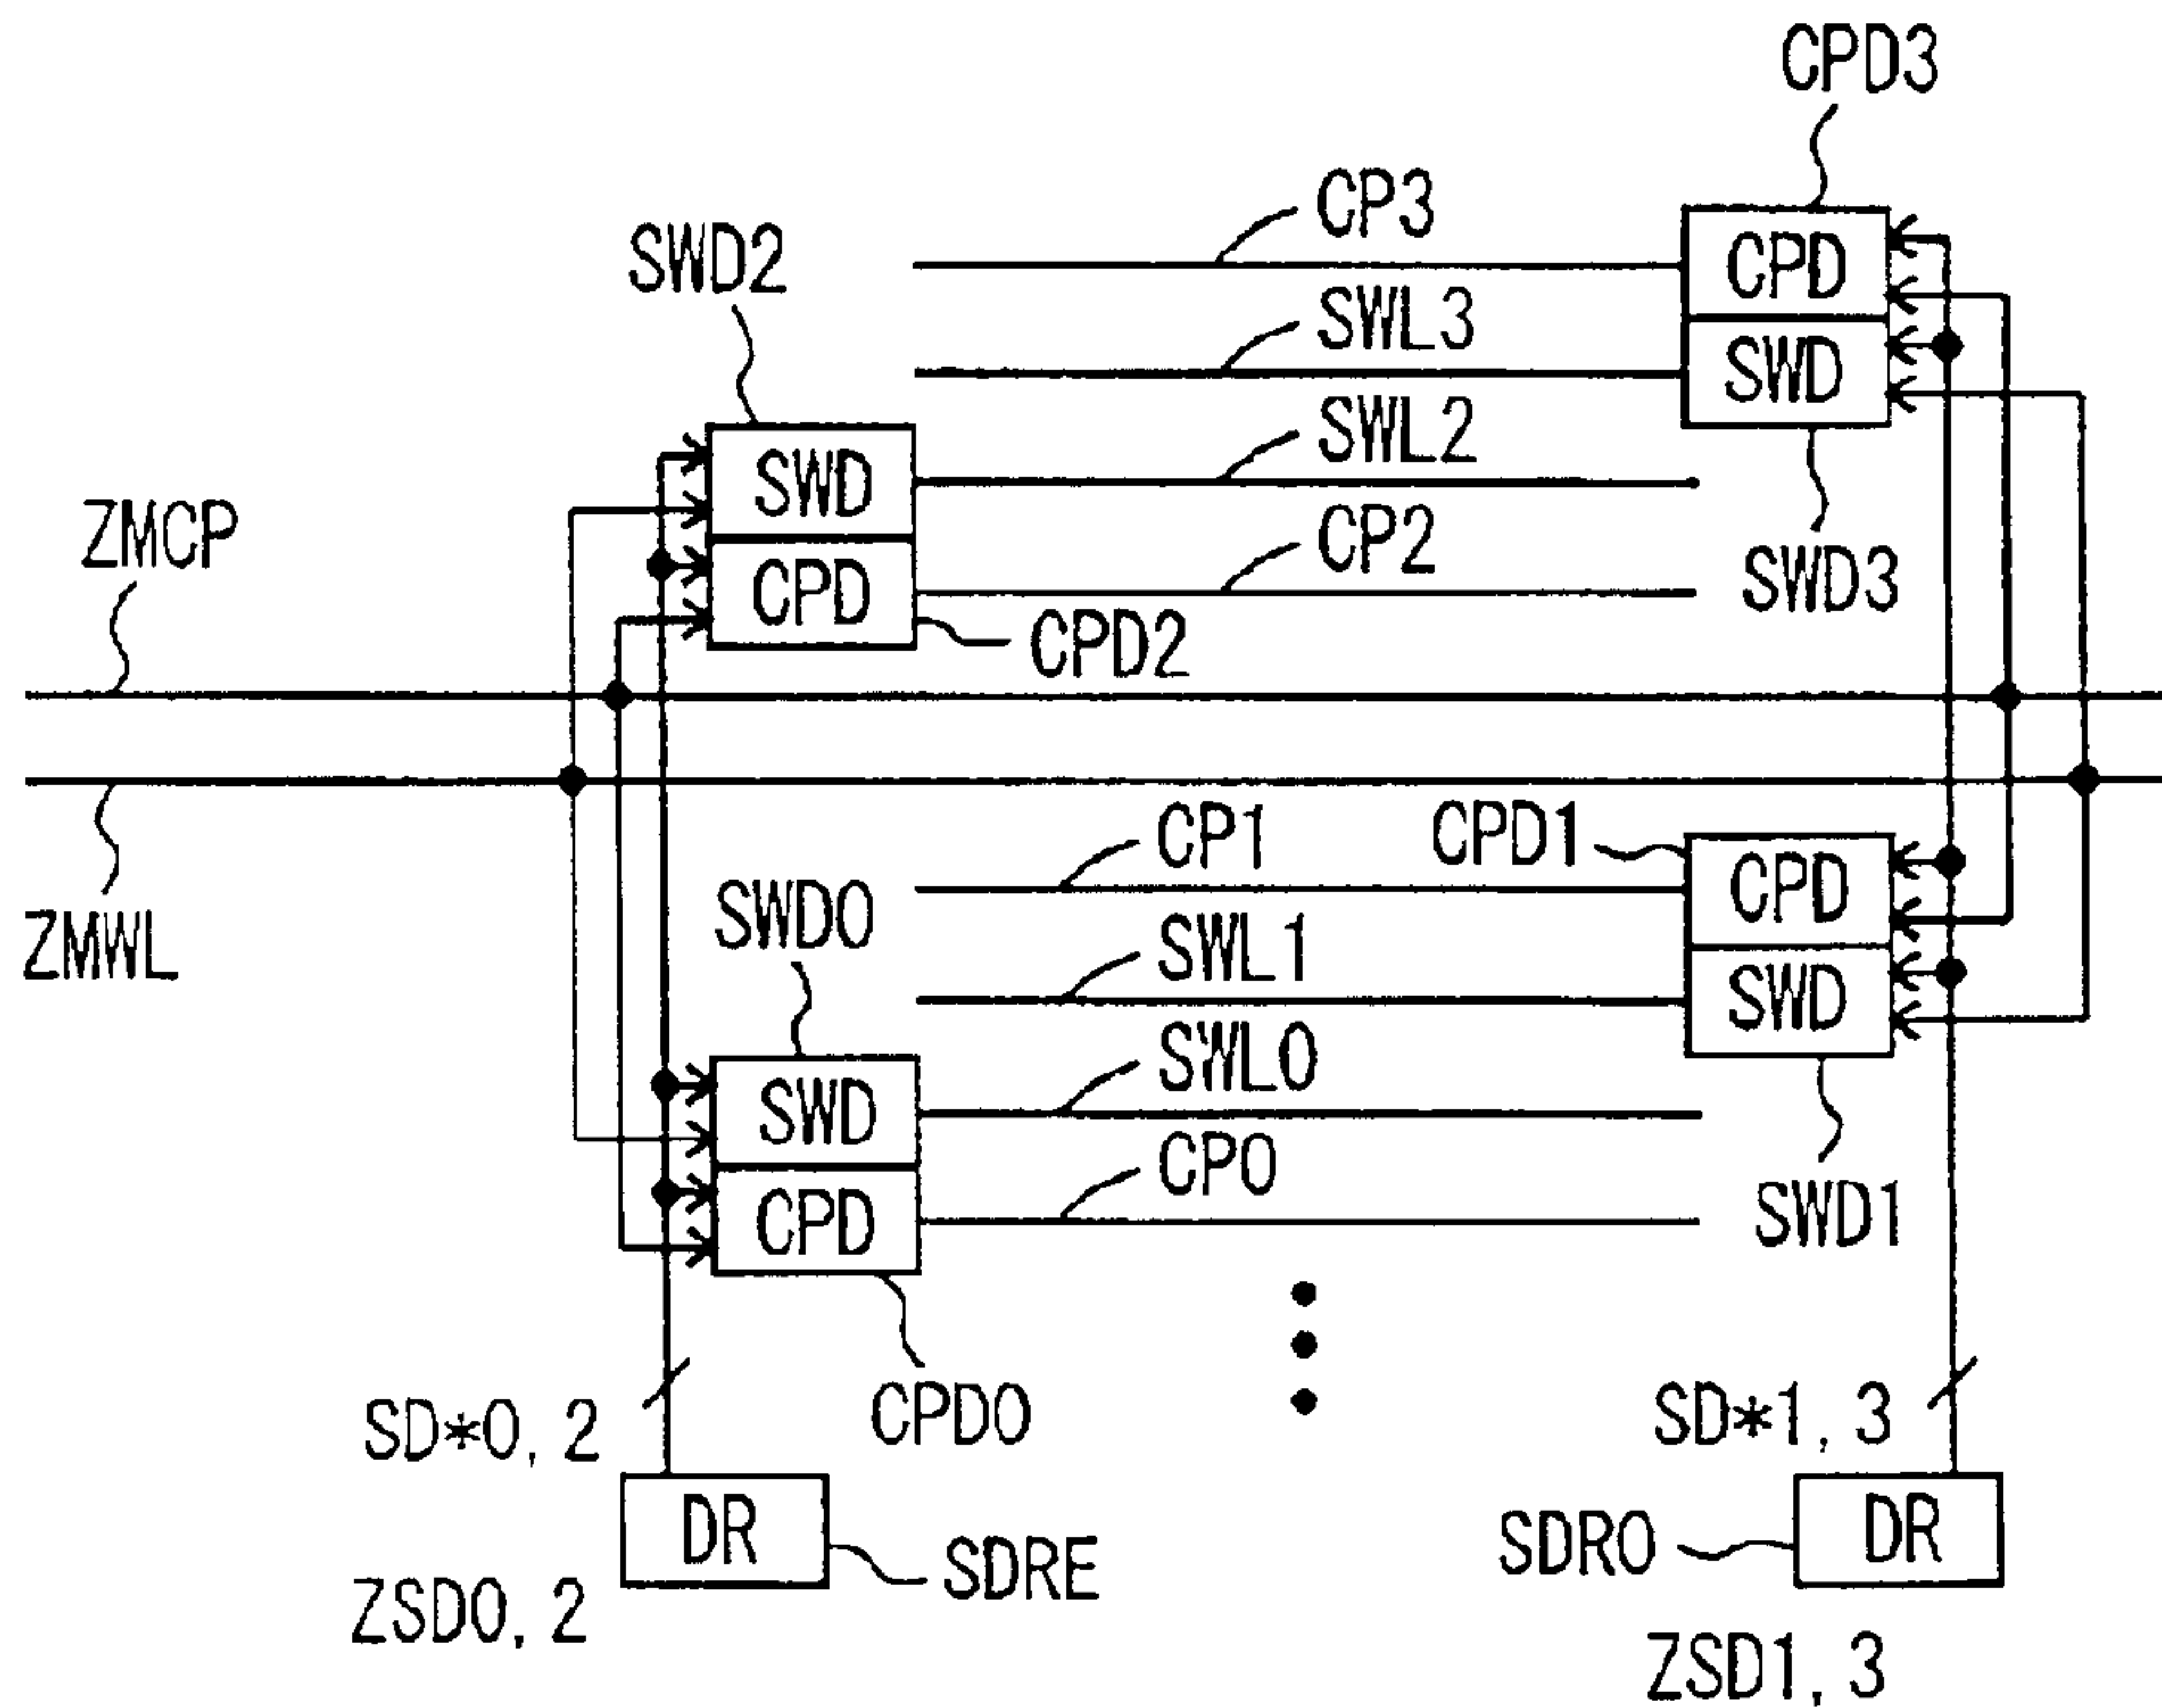 CPD3
CP3
CPD
SWD2
SWL3
SWD
SWL2
SWD
ZMCP
CP2
SWD3
CPD
CPD2
CP1
CPD1
CPD
ZMWL
SWD0
SWL1
SWD
SWL0
SWD
CP0
SWD1
CPD
CPD0
SD*0, 2
SD*1, 3
DR
SDRE
SDRO
DR
ZSD0, 2
ZSD1, 3